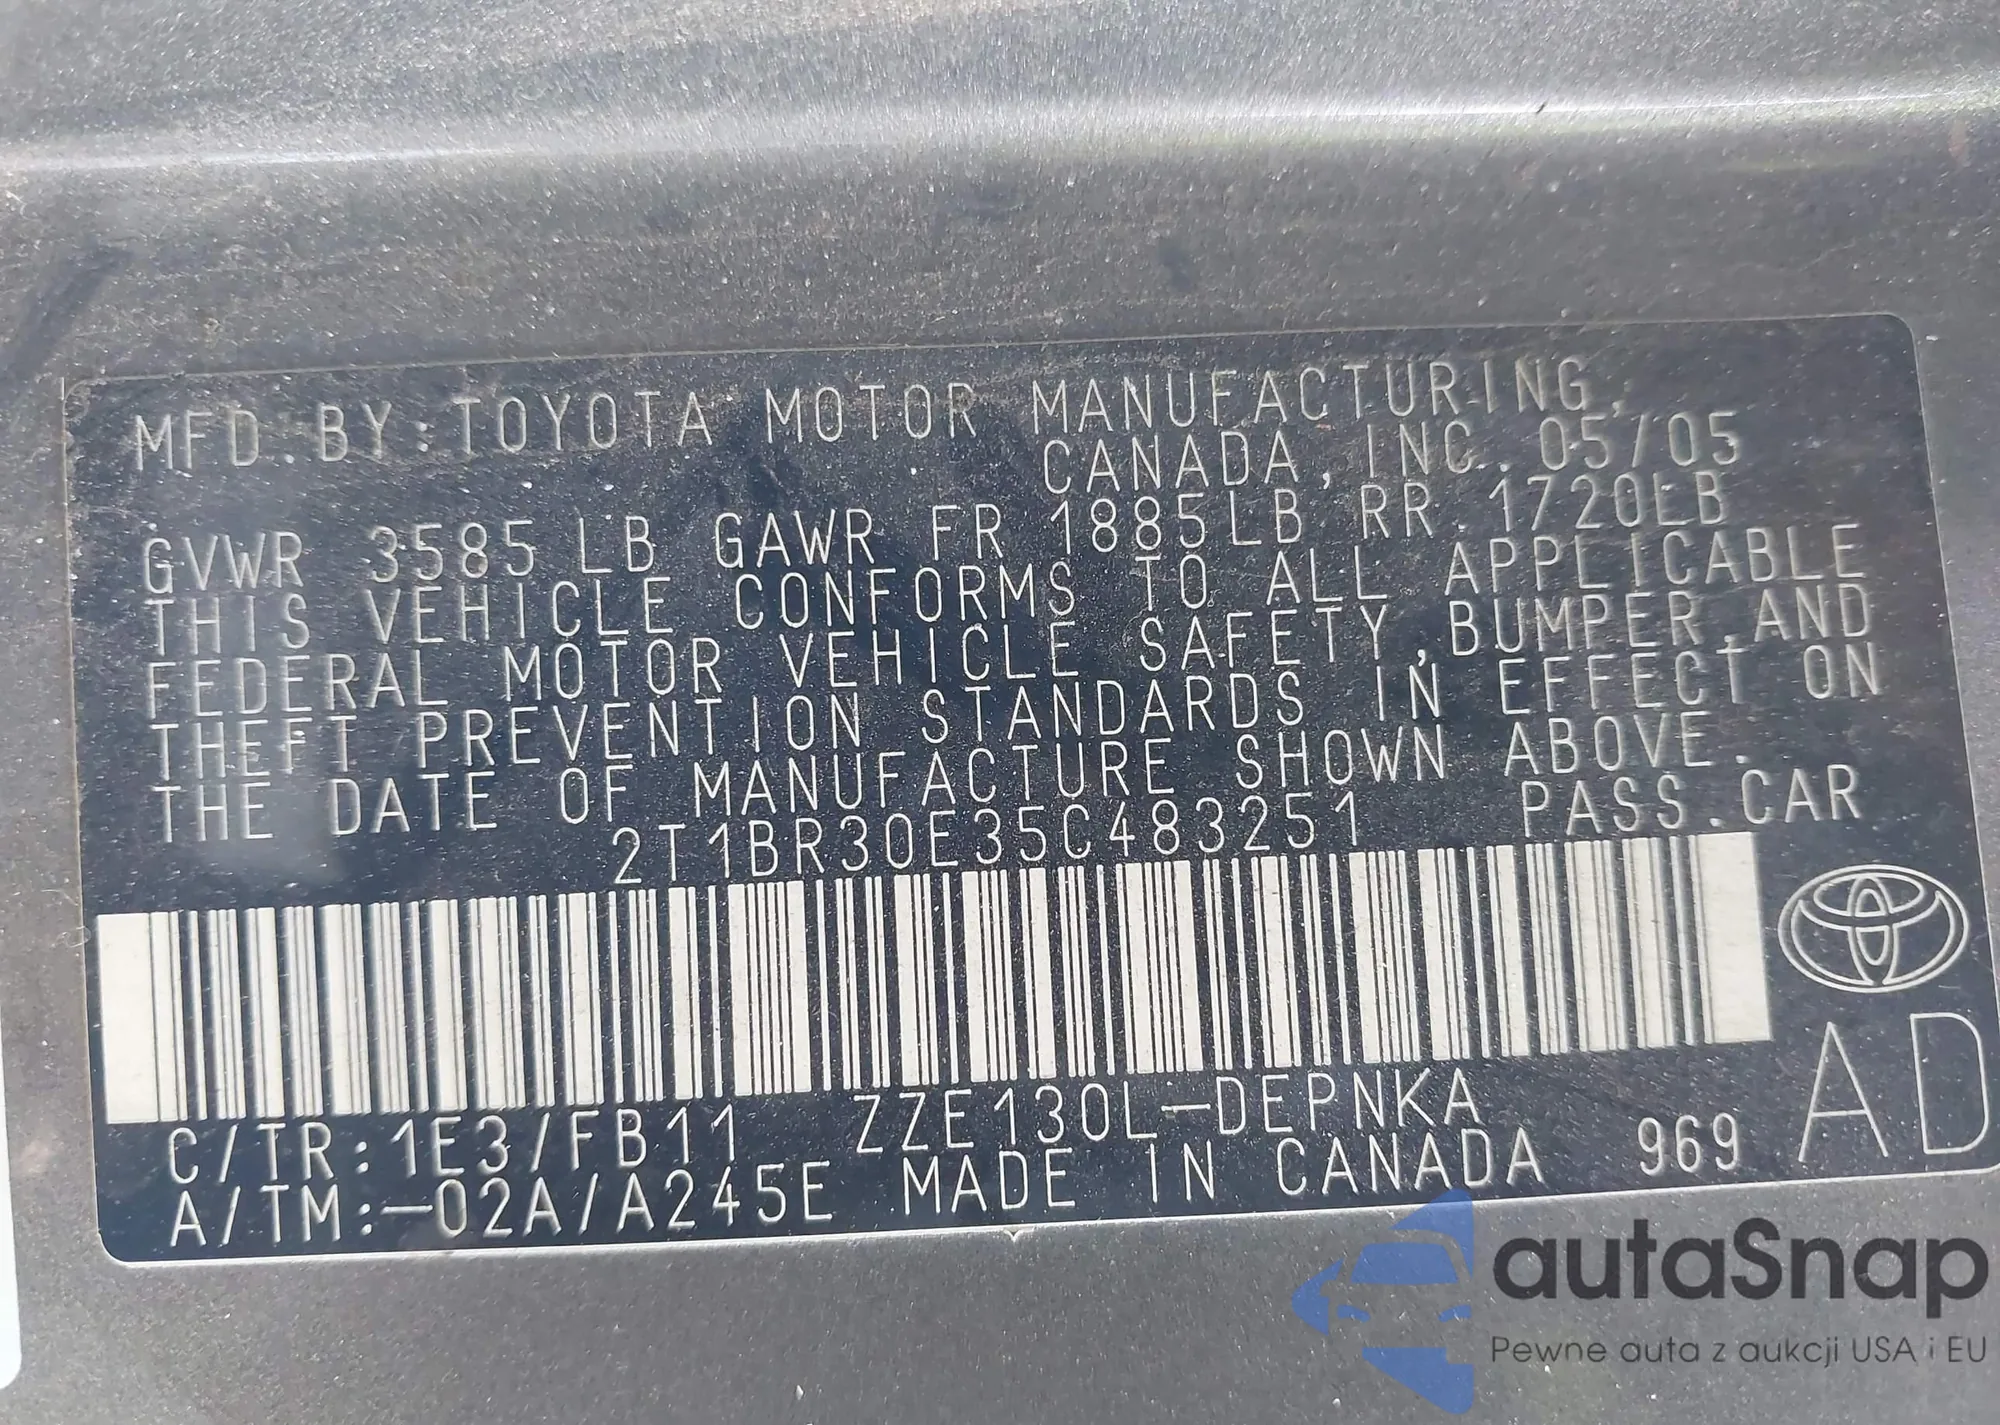 MFD.BY:TOYOTA MOTOR MANUFACTURING,
CANADA, INC. 05/05
GVWR 3585LB GAWR FR 1885LB RR 1720LB
THIS VEHICLE CONFORMS TO ALL APPLICABLE
FEDERAL MOTOR VEHICLE SAFETY, BUMPER, AND
THEFT PREVENTION STANDARDS IN EFFECT ON
THE DATE OF MANUFACTURE SHOWN ABOVE.
2T1BR30E35C483251 PASS.CAR
C/TR:1E3/FB11 ZZE130L-DEPNKA
A/TM:-02A/A245E MADE IN CANADA 969 AD
autaSnap
Pewne auta z aukcji USA i EU